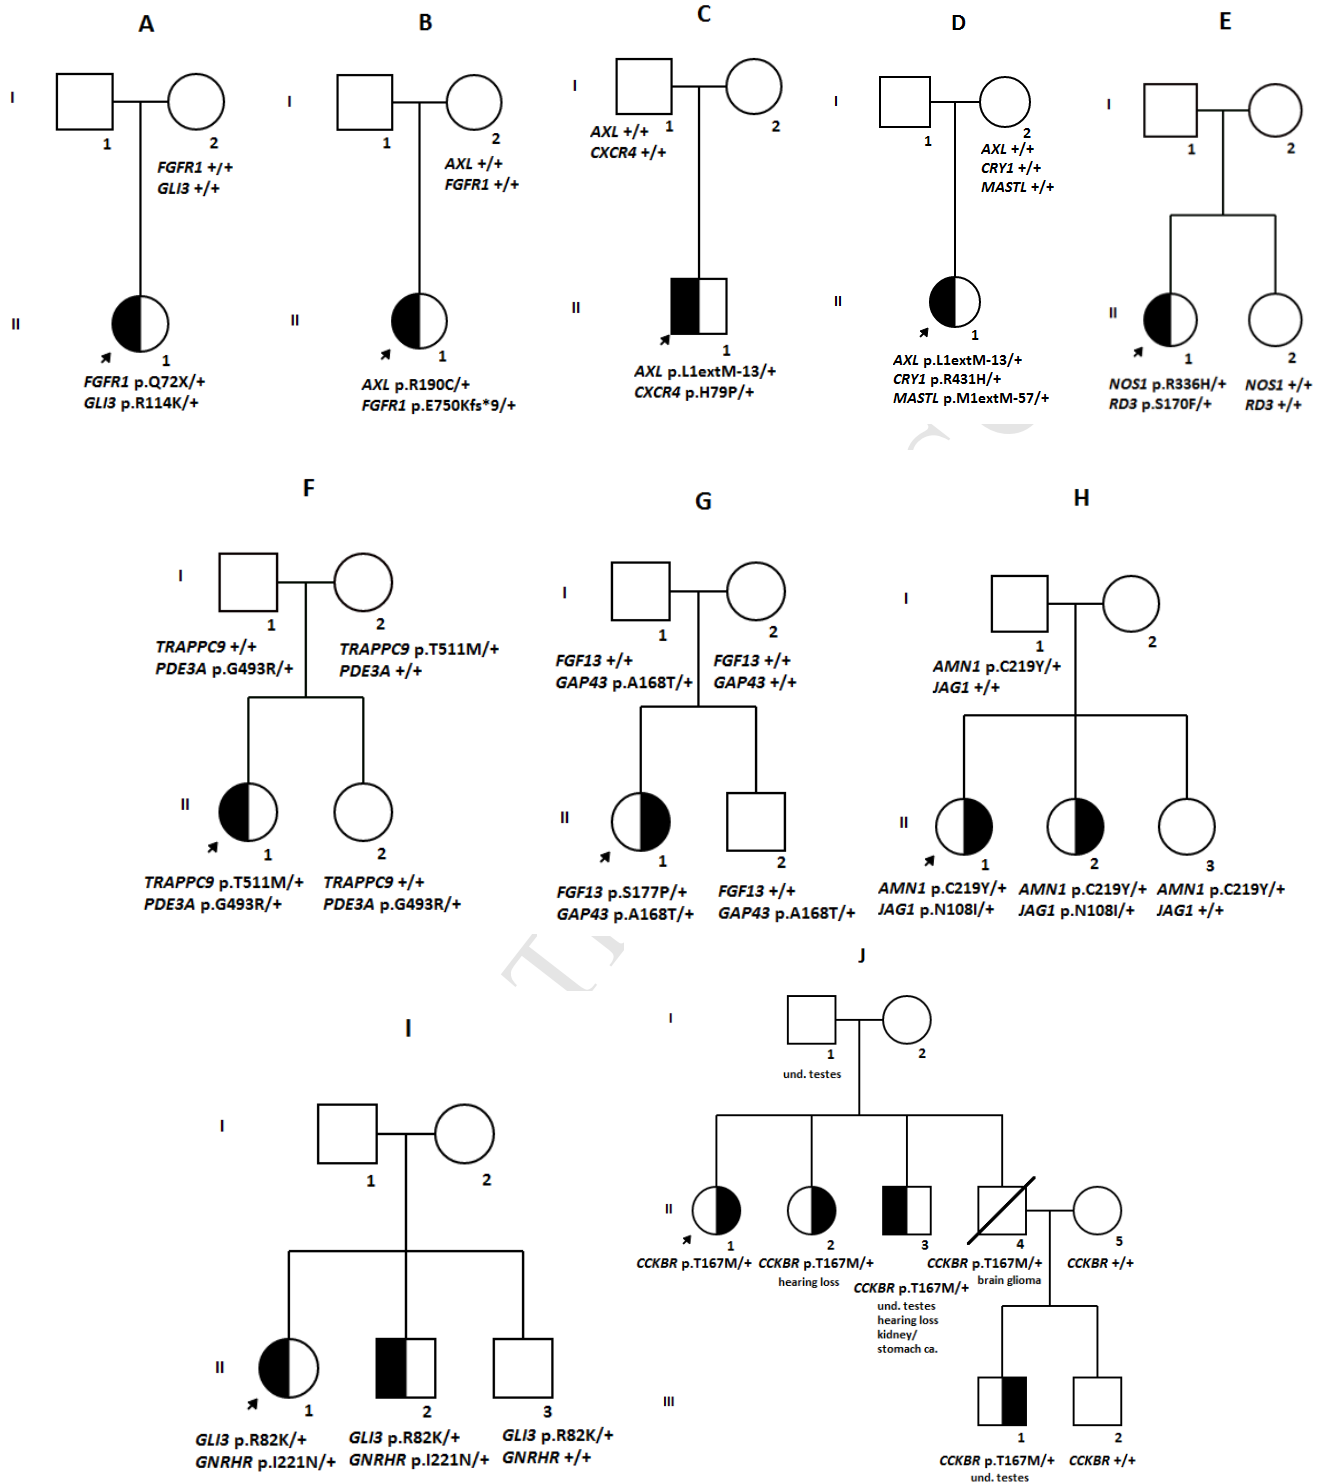 A
I
1
2
FGFR1 +/+
GLI3 +/+
II
1
FGFR1 p.Q72X/+
GLI3 p.R114K/+
B
I
1
2
AXL +/+
FGFR1 +/+
II
1
AXL p.R190C/+
FGFR1 p.E750Kfs*9/+
C
I
1
2
AXL +/+
CXCR4 +/+
II
1
AXL p.L1extM-13/+
CXCR4 p.H79P/+
D
I
1
2
AXL +/+
CRY1 +/+
MASTL +/+
II
1
AXL p.L1extM-13/+
CRY1 p.R431H/+
MASTL p.M1extM-57/+
E
I
1
2
II
1
2
NOS1 p.R336H/+
RD3 p.S170F/+
NOS1 +/+
RD3 +/+
F
I
1
2
TRAPPC9 +/+
PDE3A p.G493R/+
TRAPPC9 p.T511M/+
PDE3A +/+
II
1
2
TRAPPC9 p.T511M/+
PDE3A p.G493R/+
TRAPPC9 +/+
PDE3A p.G493R/+
G
I
1
2
FGF13 +/+
GAP43 p.A168T/+
FGF13 +/+
GAP43 +/+
II
1
2
FGF13 p.S177P/+
GAP43 p.A168T/+
FGF13 +/+
GAP43 p.A168T/+
H
I
1
2
AMN1 p.C219Y/+
JAG1 +/+
II
1
2
3
AMN1 p.C219Y/+
JAG1 p.N108I/+
AMN1 p.C219Y/+
JAG1 p.N108I/+
AMN1 p.C219Y/+
JAG1 +/+
I
I
1
2
II
1
2
3
GLI3 p.R82K/+
GNRHR p.I221N/+
GLI3 p.R82K/+
GNRHR p.I221N/+
GLI3 p.R82K/+
GNRHR +/+
J
I
1
2
und. testes
II
1
2
3
4
5
CCKBR p.T167M/+
CCKBR p.T167M/+
hearing loss
CCKBR p.T167M/+
und. testes
hearing loss
kidney/
stomach ca.
CCKBR p.T167M/+
brain glioma
CCKBR +/+
III
1
2
CCKBR p.T167M/+
und. testes
CCKBR +/+